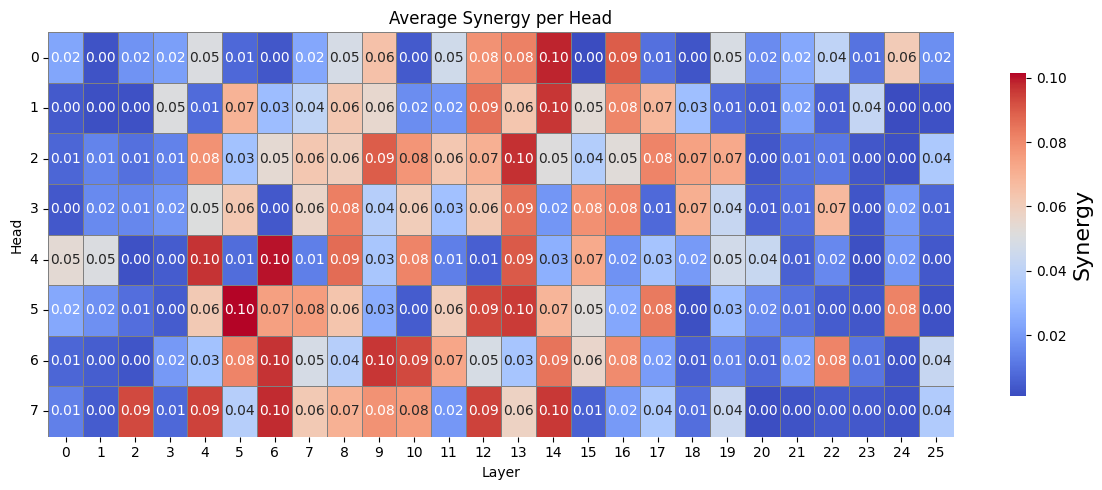 Average Synergy per Head
0 0.02 0.00 0.02 0.02 0.05 0.01 0.00 0.02 0.05 0.06 0.00 0.05 0.08 0.08 0.10 0.00 0.09 0.01 0.00 0.05 0.02 0.02 0.04 0.01 0.06 0.02
1 0.00 0.00 0.00 0.05 0.01 0.07 0.03 0.04 0.06 0.06 0.02 0.02 0.09 0.06 0.10 0.05 0.08 0.07 0.03 0.01 0.01 0.02 0.01 0.04 0.00 0.00
2 0.01 0.01 0.01 0.01 0.08 0.03 0.05 0.06 0.06 0.09 0.08 0.06 0.07 0.10 0.05 0.04 0.05 0.08 0.07 0.07 0.00 0.01 0.01 0.00 0.00 0.04
3 0.00 0.02 0.01 0.02 0.05 0.06 0.00 0.06 0.08 0.04 0.06 0.03 0.06 0.09 0.02 0.08 0.08 0.01 0.07 0.04 0.01 0.01 0.07 0.00 0.02 0.01
4 0.05 0.05 0.00 0.00 0.10 0.01 0.10 0.01 0.09 0.03 0.08 0.01 0.01 0.09 0.03 0.07 0.02 0.03 0.02 0.05 0.04 0.01 0.02 0.00 0.02 0.00
5 0.02 0.02 0.01 0.00 0.06 0.10 0.07 0.08 0.06 0.03 0.00 0.06 0.09 0.10 0.07 0.05 0.02 0.08 0.00 0.03 0.02 0.01 0.00 0.00 0.08 0.00
6 0.01 0.00 0.00 0.02 0.03 0.08 0.10 0.05 0.04 0.10 0.09 0.07 0.05 0.03 0.09 0.06 0.08 0.02 0.01 0.01 0.01 0.02 0.08 0.01 0.00 0.04
7 0.01 0.00 0.09 0.01 0.09 0.04 0.10 0.06 0.07 0.08 0.08 0.02 0.09 0.06 0.10 0.01 0.02 0.04 0.01 0.04 0.00 0.00 0.00 0.00 0.00 0.04
0 1 2 3 4 5 6 7 8 9 10 11 12 13 14 15 16 17 18 19 20 21 22 23 24 25
Layer
Head
0.10
0.08
0.06
0.04
0.02
Synergy